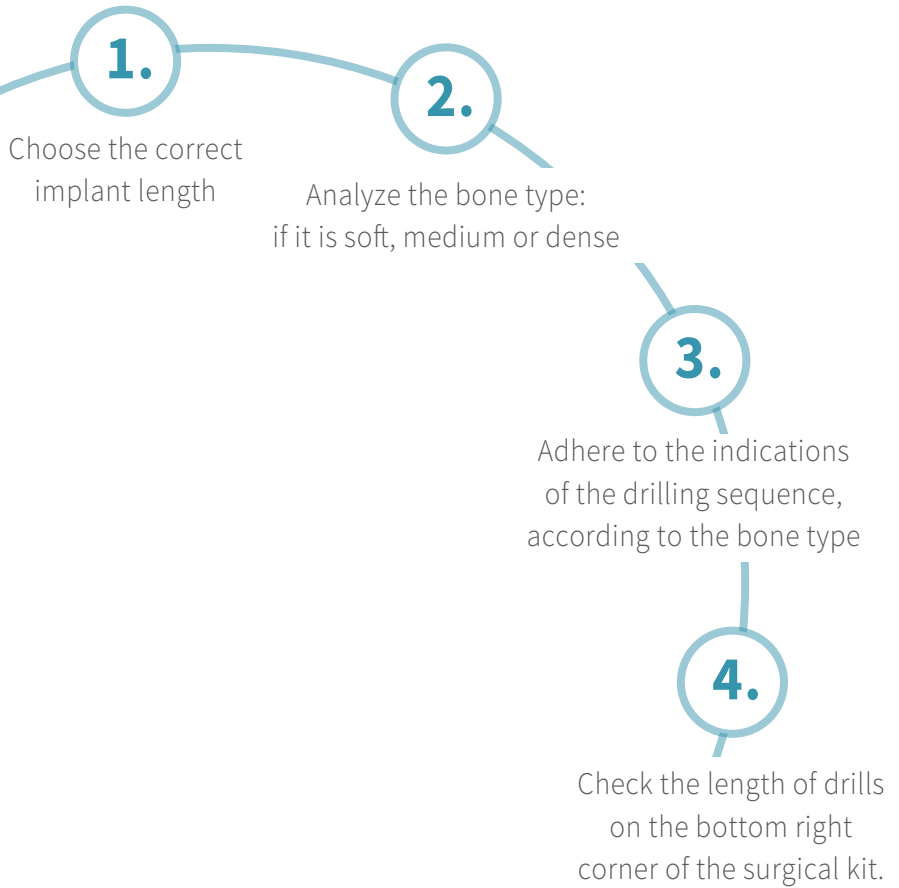 1.
Choose the correct
implant length
2.
Analyze the bone type:
if it is soft, medium or dense
3.
Adhere to the indications
of the drilling sequence,
according to the bone type
4.
Check the length of drills
on the bottom right
corner of the surgical kit.